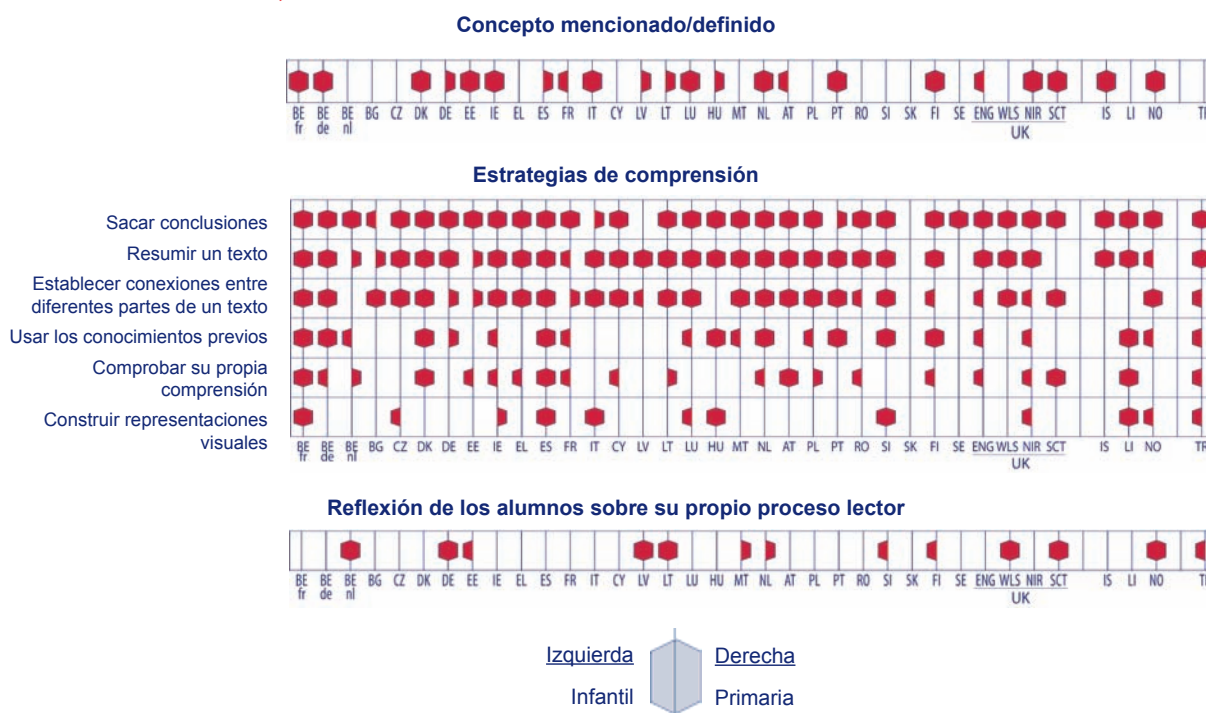 Concepto mencionado/definido
BE BE BE BG CZ DK DE EE IE EL ES FR IT CY LV LT LU HU MT NL AT PL PT RO SI SK FI SE ENG WLS NIR SCT IS LI NO TR
fr de nl UK
Estrategias de comprensión
Sacar conclusiones
Resumir un texto
Establecer conexiones entre
diferentes partes de un texto
Usar los conocimientos previos
Comprobar su propia
comprensión
Construir representaciones
visuales
BE BE BE BG CZ DK DE EE IE EL ES FR IT CY LV LT LU HU MT NL AT PL PT RO SI SK FI SE ENG WLS NIR SCT IS LI NO TR
fr de nl UK
Reflexión de los alumnos sobre su propio proceso lector
BE BE BE BG CZ DK DE EE IE EL ES FR IT CY LV LT LU HU MT NL AT PL PT RO SI SK FI SE ENG WLS NIR SCT IS LI NO TR
fr de nl UK
Izquierda Derecha
Infantil Primaria